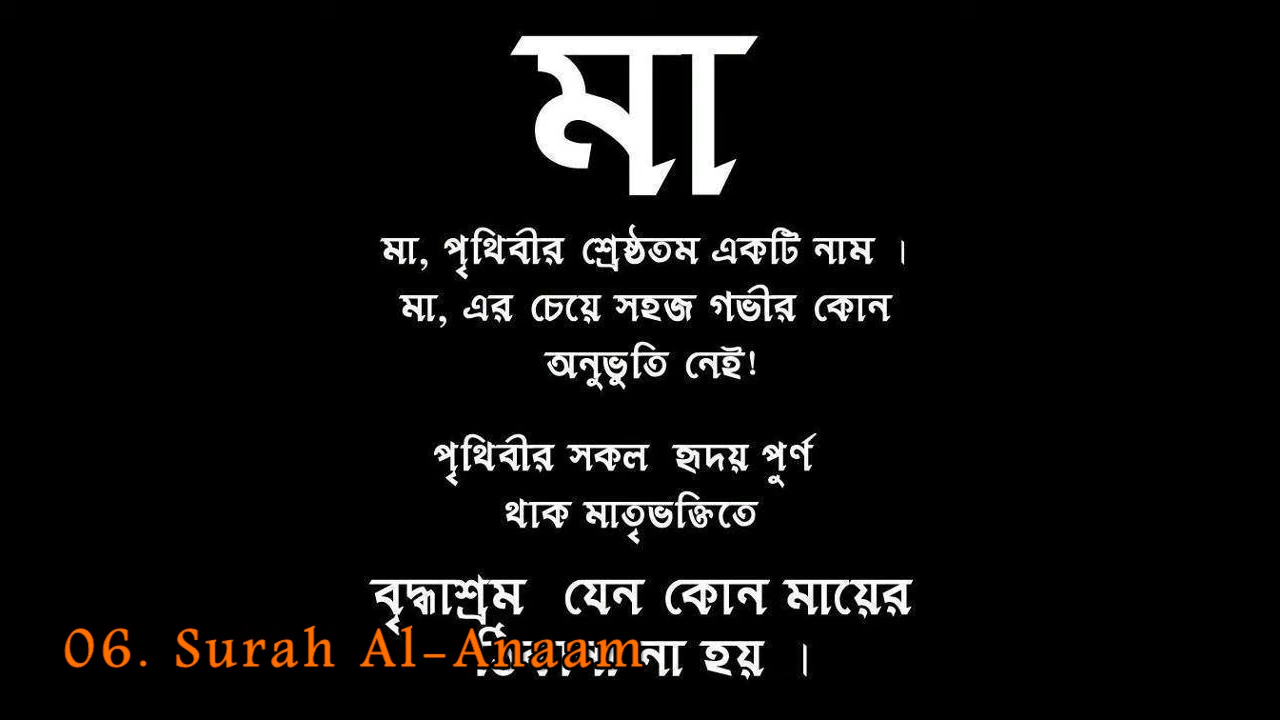 মা
মা, পৃথিবীর শ্রেষ্ঠতম একটি নাম ।
মা, এর চেয়ে সহজ গভীর কোন
অনুভুতি নেই!
পৃথিবীর সকল হৃদয় পুর্ণ
থাক মাতৃভক্তিতে
বৃদ্ধাশ্রম যেন কোন মায়ের
না হয় ।
06. Surah Al-Anaam